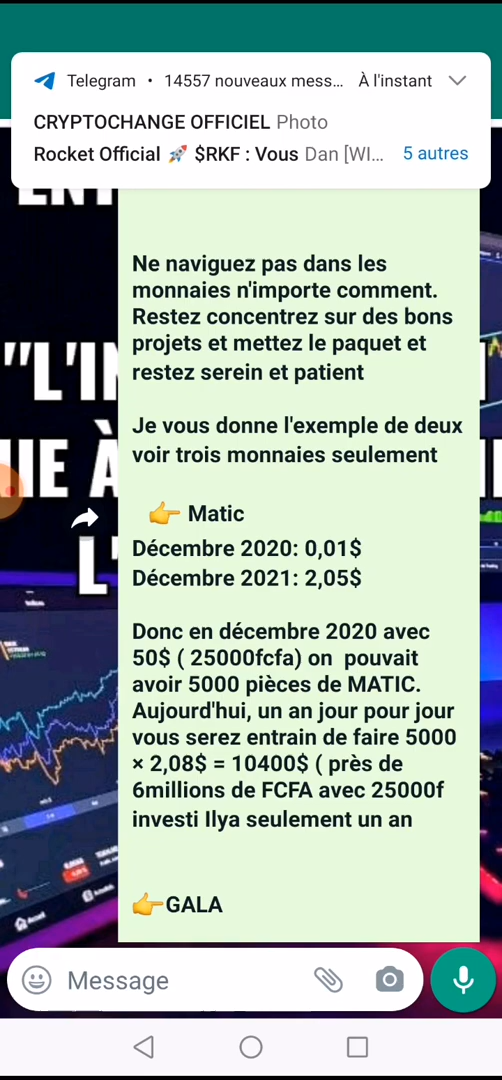 Telegram • 14557 nouveaux mess... À l'instant
CRYPTOCHANGE OFFICIEL Photo
Rocket Official 🚀 $RKF : Vous Dan [WI... 5 autres
Ne naviguez pas dans les
monnaies n'importe comment.
Restez concentrez sur des bons
projets et mettez le paquet et
restez serein et patient
Je vous donne l'exemple de deux
voir trois monnaies seulement
👉 Matic
Décembre 2020: 0,01$
Décembre 2021: 2,05$
Donc en décembre 2020 avec
50$ ( 25000fcfa) on pouvait
avoir 5000 pièces de MATIC.
Aujourd'hui, un an jour pour jour
vous serez entrain de faire 5000
× 2,08$ = 10400$ ( près de
6millions de FCFA avec 25000f
investi Ilya seulement un an
👉GALA
Message